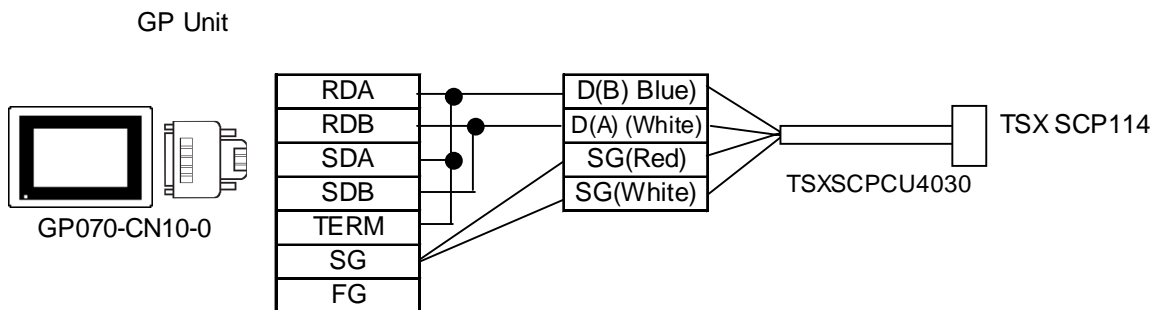 GP Unit
RDA
RDB
SDA
SDB
TERM
SG
FG
D(B) Blue)
D(A) (White)
SG(Red)
SG(White)
TSX SCP114
TSXSCPCU4030
GP070-CN10-0